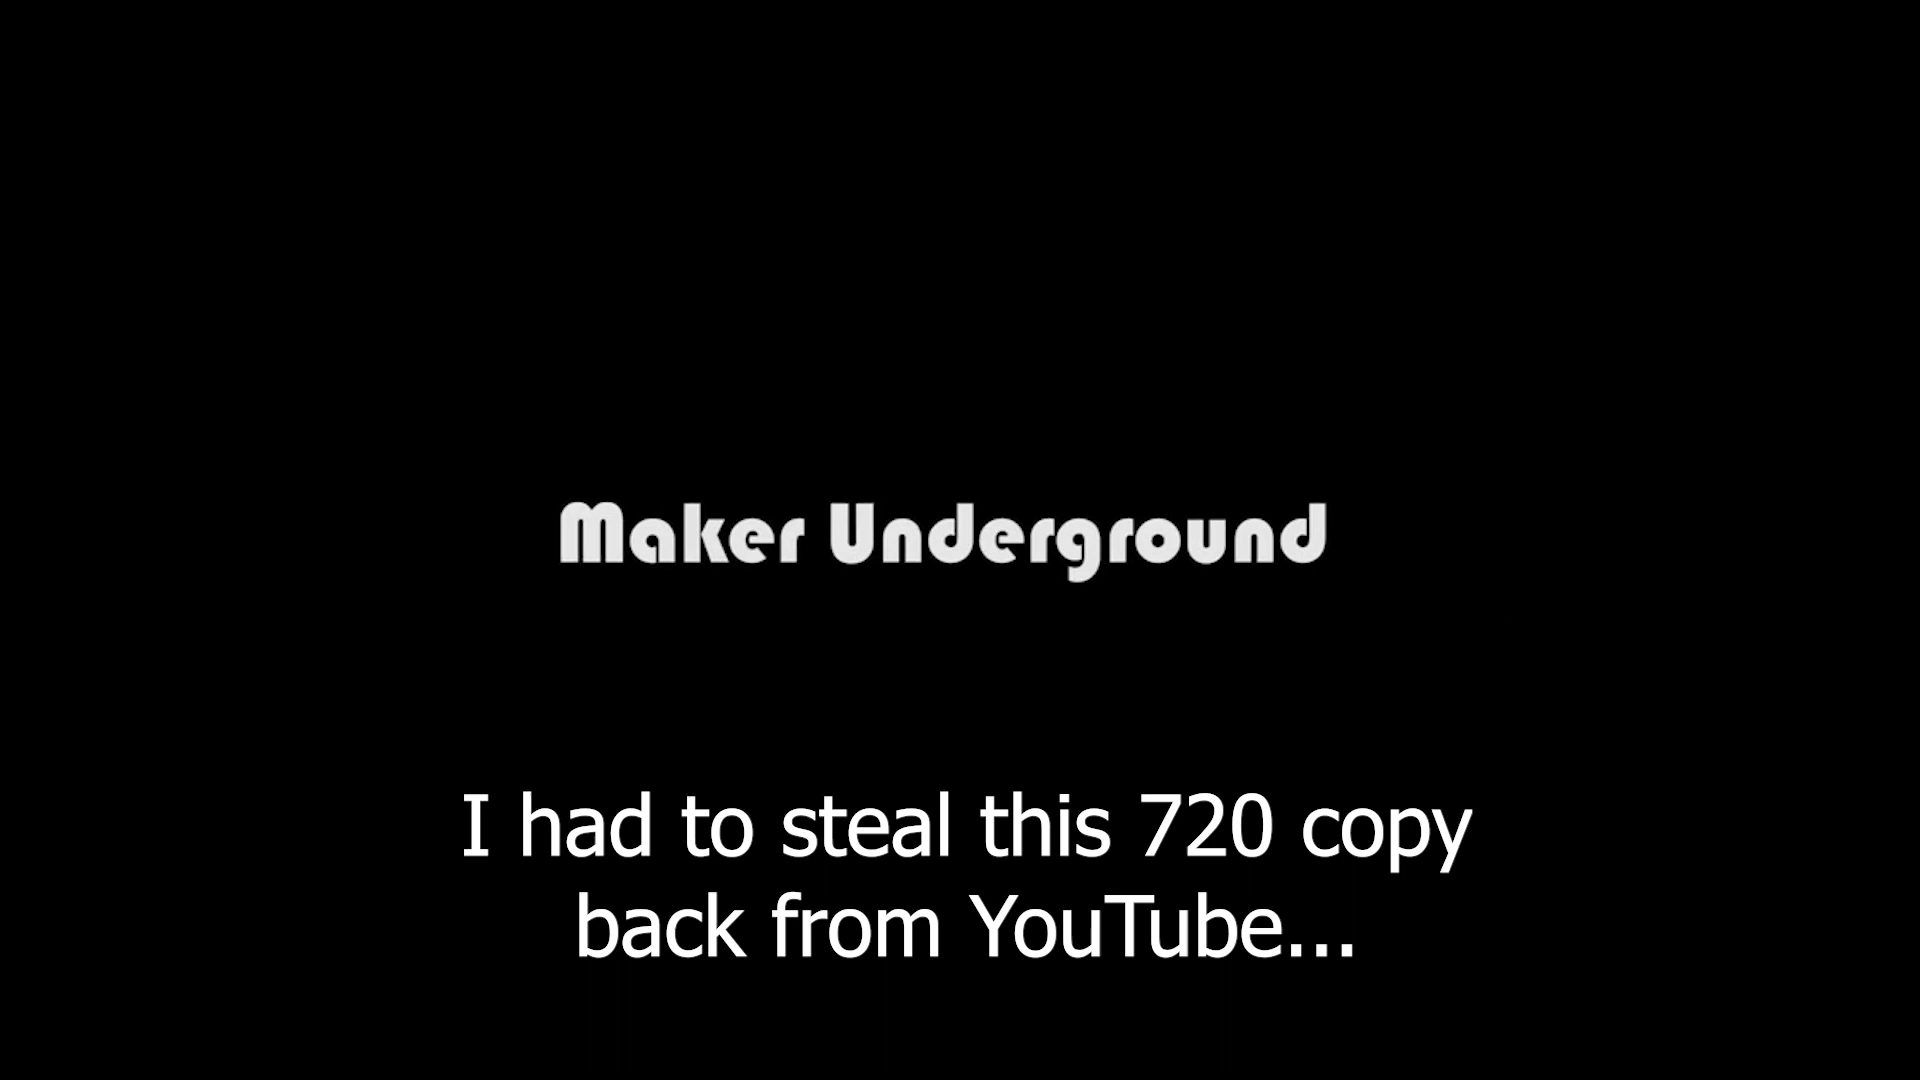 Maker Underground
I had to steal this 720 copy
back from YouTube...